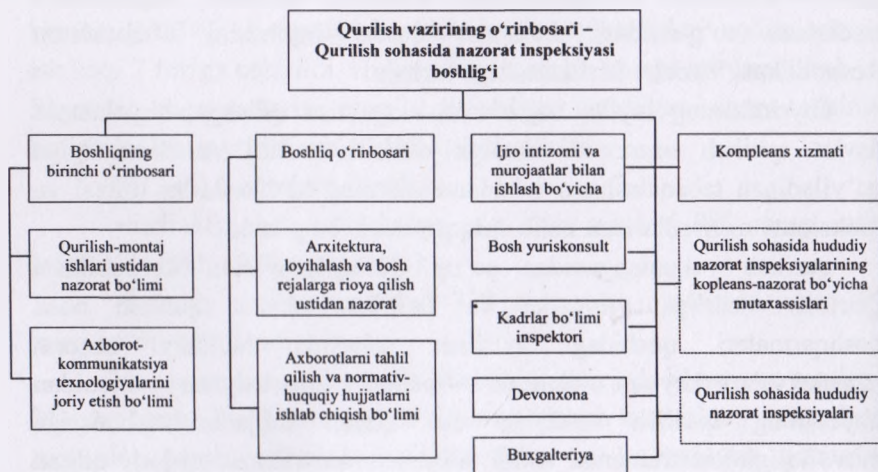 Qurilish azirining o‘rinbosari –
Qurilish sohasida nazorat inspeksiyasi
boshlig‘i
Boshliqning
birinchi o‘rinbosari
Boshliq o‘rinbosari
Ijro intizomi va
murojaatlar bilan
ishlash bo‘yicha
Kompleans xizmati
Qurilish-montaj
ishlari ustidan
nazorat bo‘limi
Arxitektura,
loyihalash va bosh
rejalarga rioya qilish
ustidan nazorat
Bosh yuriskonsult
Qurilish sohasida hududiy
nazorat inspeksiyalarining
kopleans-nazorat bo‘yicha
mutaxassislari
Kadrlar bo‘limi
inspektori
Axborot-
kommunikatsiya
texnologiyalarini
joriy etish bo‘limi
Axborotlarni tahlil
qilish va normativ-
huquqiy hujjatlarni
ishlab chiqish bo‘limi
Devonxona
Qurilish sohasida hududiy
nazorat inspeksiyalari
Buxgalteriya